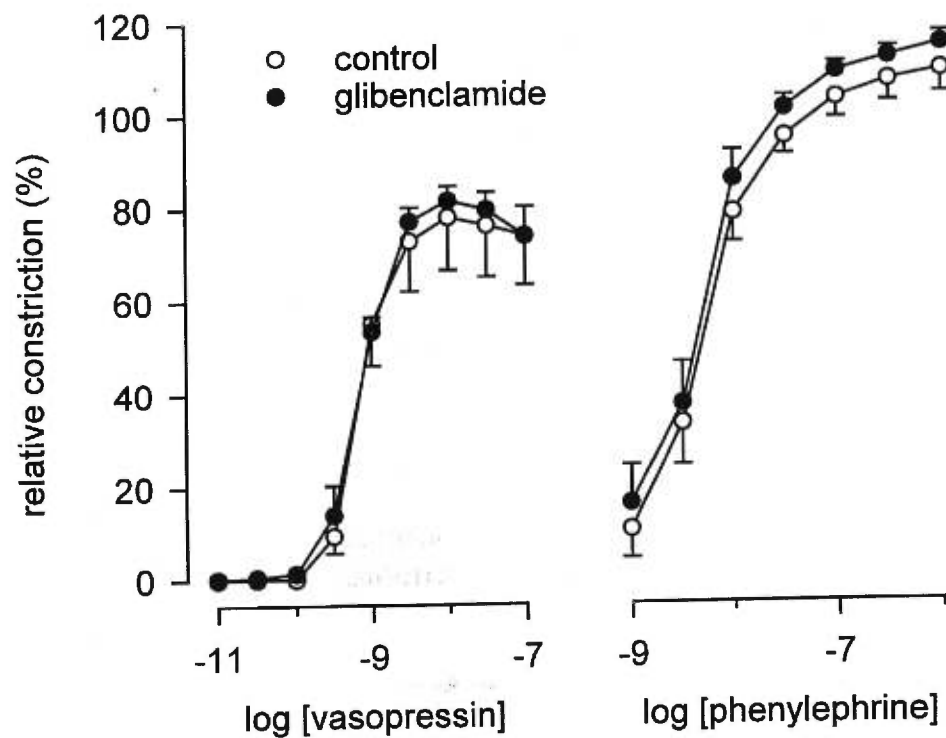 120
100
80
60
40
20
0
relative constriction (%)
control
glibenclamide
-11 -9 -7
log [vasopressin]
-9 -7
log [phenylephrine]